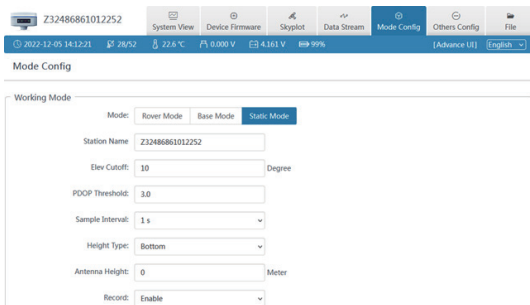 Z32486861012252
System View
Device Firmware
Skyplot
Data Stream
Mode Config
Others Config
File
2022-12-05 14:12:21 28/52 22.6 ℃ 0.000 V 4.161 V 99% [Advance UI] English
Mode Config
Working Mode
Mode: Rover Mode Base Mode Static Mode
Station Name Z32486861012252
Elev Cutoff: 10 Degree
PDOP Threshold: 3.0
Sample Interval: 1 s
Height Type: Bottom
Antenna Height: 0 Meter
Record: Enable